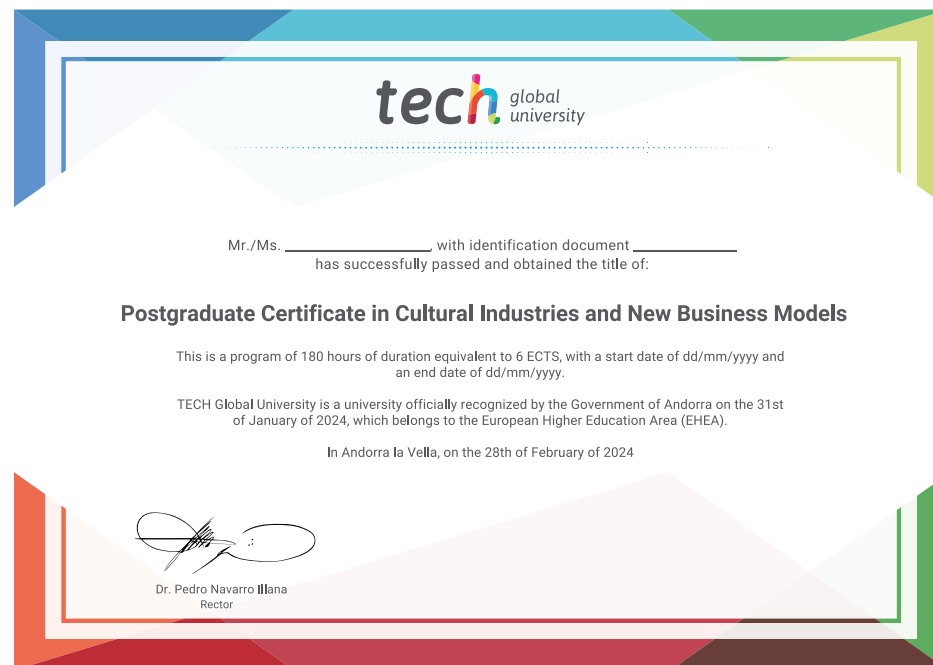 tech global university
Mr./Ms. ____________, with identification document ____________
has successfully passed and obtained the title of:
Postgraduate Certificate in Cultural Industries and New Business Models
This is a program of 180 hours of duration equivalent to 6 ECTS, with a start date of dd/mm/yyyy and
an end date of dd/mm/yyyy.
TECH Global University is a university officially recognized by the Government of Andorra on the 31st
of January of 2024, which belongs to the European Higher Education Area (EHEA).
In Andorra la Vella, on the 28th of February of 2024
Dr. Pedro Navarro Illana
Rector